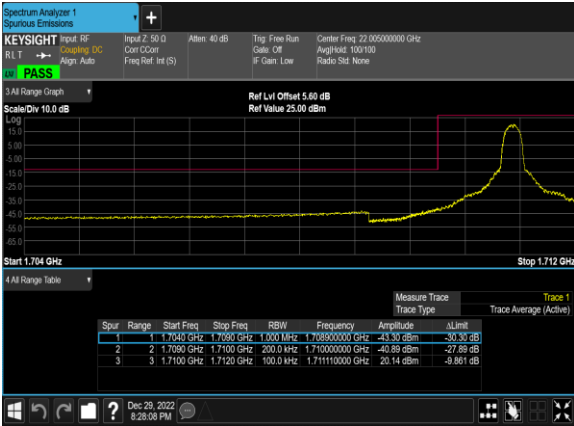 Spectrum Analyzer 1
Spurious Emissions
+
KEYSIGHT Input: RF Input Z: 50 Ω Atten: 40 dB Trig: Free Run Center Freq: 22.005000000 GHz
RLT Coupling: DC Corr CCorr Gate: Off Avg|Hold: 100/100
Align: Auto Freq Ref: Int (S) IF Gain: Low Radio Std: None
LM PASS
3 All Range Graph
Ref Lvl Offset 5.60 dB
Scale/Div 10.0 dB Ref Value 25.00 dBm
Log
15.0
5.00
-5.00
-15.0
-25.0
-35.0
-45.0
-55.0
-65.0
Start 1.704 GHz Stop 1.712 GHz
4 All Range Table
Measure Trace Trace 1
Trace Type Trace Average (Active)
Spur Range Start Freq Stop Freq RBW Frequency Amplitude ΔLimit
1 1 1.7040 GHz 1.7090 GHz 1.000 MHz 1.708900000 GHz -43.30 dBm -30.30 dB
2 2 1.7090 GHz 1.7100 GHz 200.0 kHz 1.710000000 GHz -40.89 dBm -27.89 dB
3 3 1.7100 GHz 1.7120 GHz 100.0 kHz 1.711110000 GHz 20.14 dBm -9.861 dB
? Dec 29, 2022
8:28:08 PM